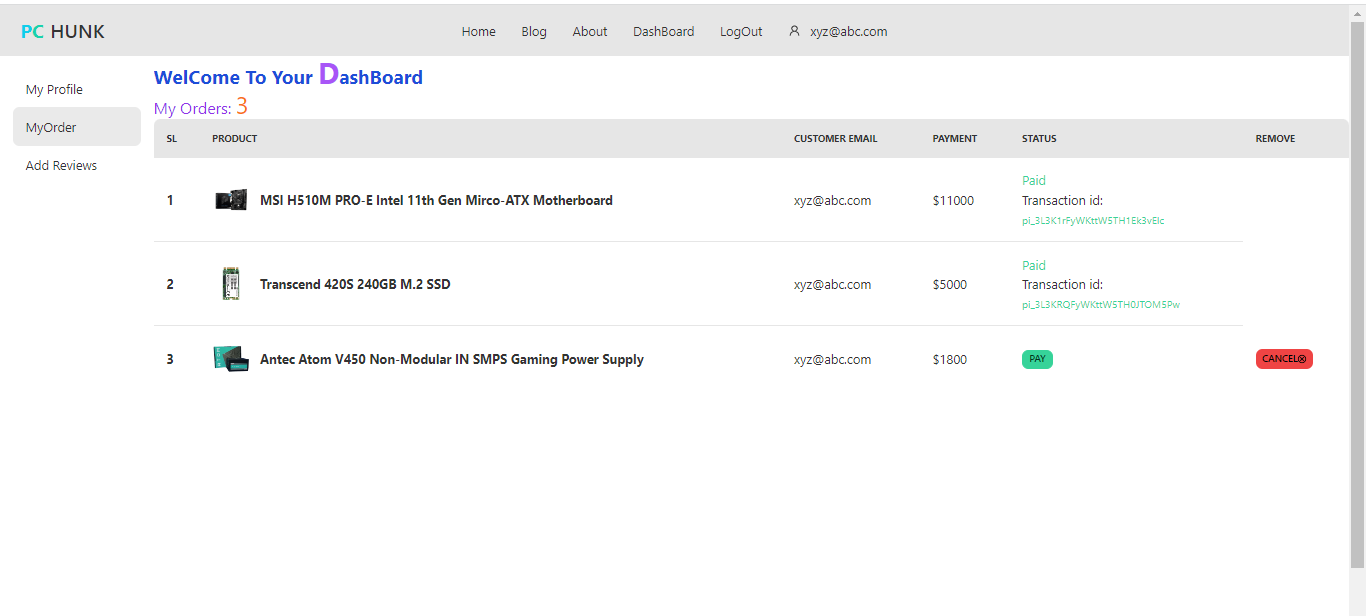 PC HUNK Home Blog About DashBoard LogOut xyz@abc.com
My Profile
MyOrder
Add Reviews
WelCome To Your DashBoard
My Orders: 3
SL PRODUCT CUSTOMER EMAIL PAYMENT STATUS REMOVE
1 MSI H510M PRO-E Intel 11th Gen Mirco-ATX Motherboard xyz@abc.com $11000 Paid
Transaction id:
pi_3L3K1rFyWKttW5TH1Ek3vEIc
2 Transcend 420S 240GB M.2 SSD xyz@abc.com $5000 Paid
Transaction id:
pi_3L3KRQFyWKttW5TH0JTOM5Pw
3 Antec Atom V450 Non-Modular IN SMPS Gaming Power Supply xyz@abc.com $1800 PAY CANCEL⊗